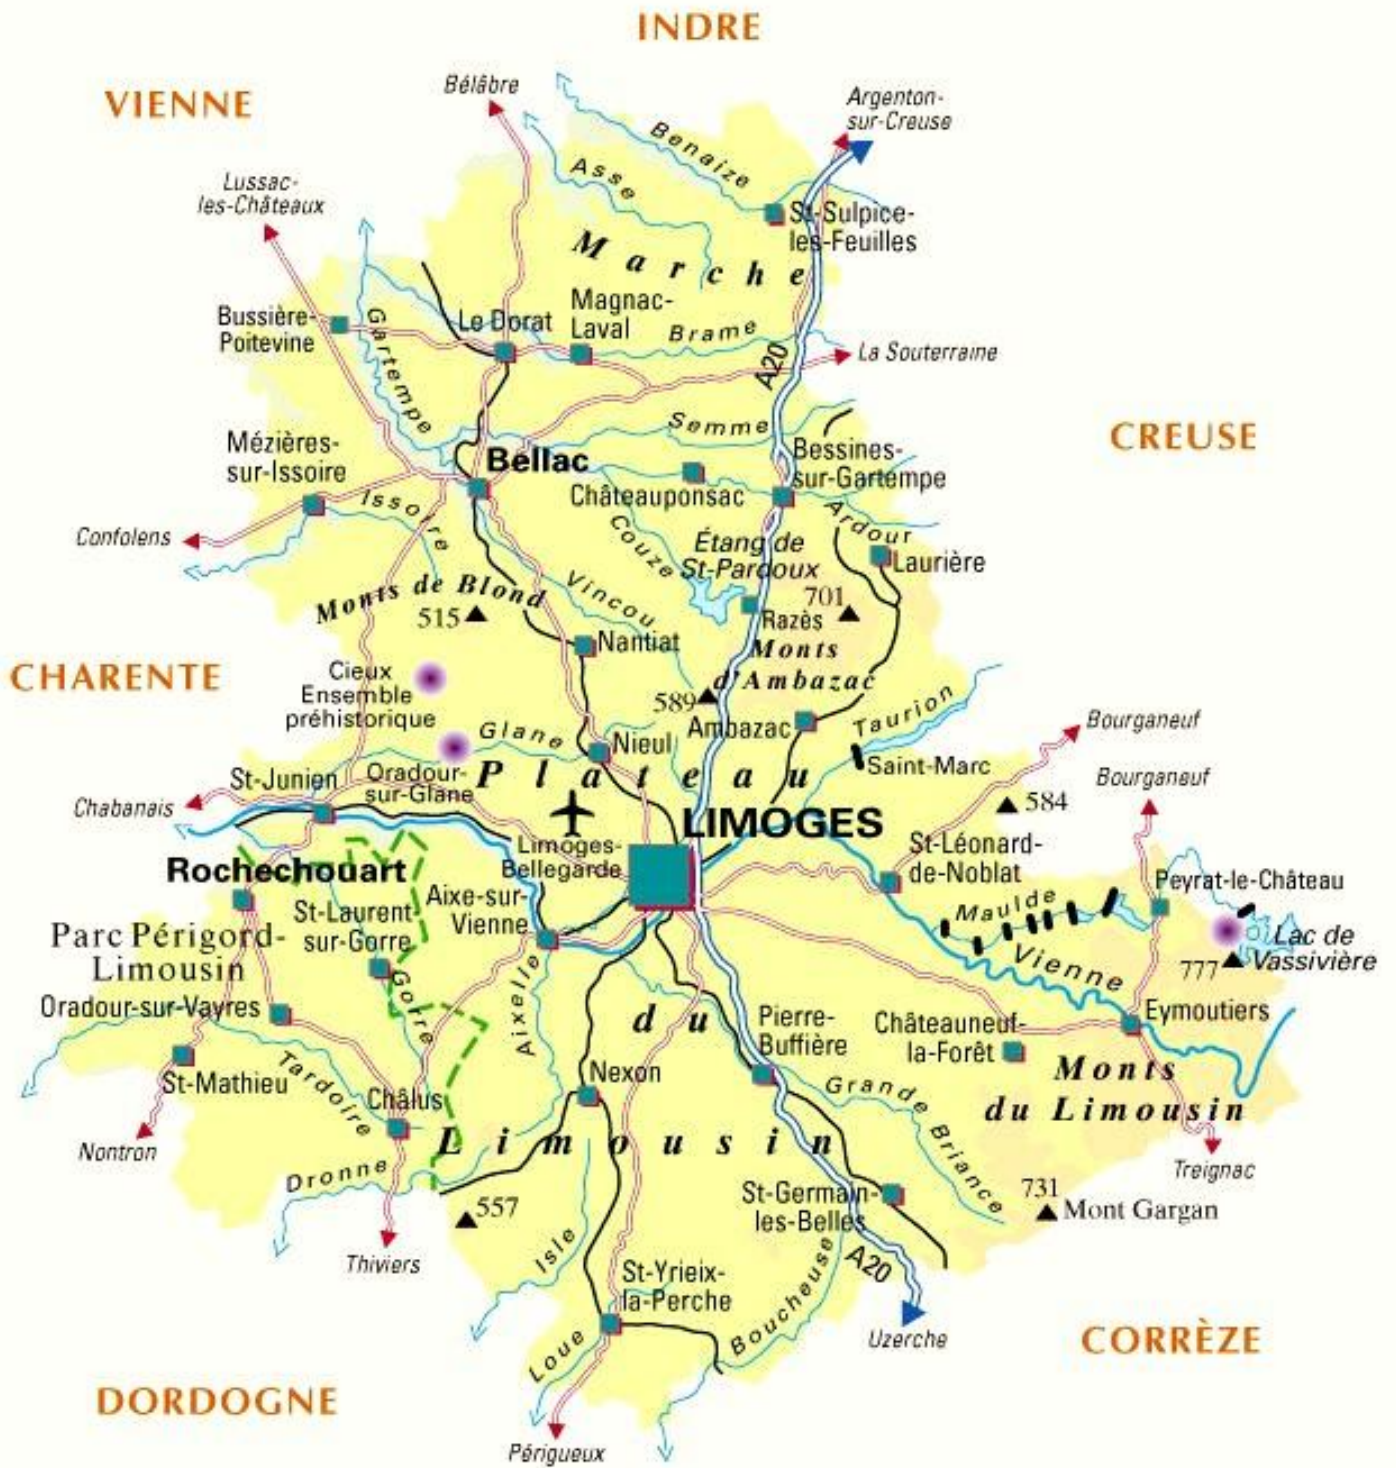 INDRE
VIENNE
Bélâbre
Argenton-
sur-Creuse
Benaize
Asse
Lussac-
les-Châteaux
St-Sulpice-
les-Feuilles
Marche
Magnac-
Laval
Bussière-
Poitevine
Gartempe
Le Dorat
Brame
A20
La Souterraine
Semme
CREUSE
Mézières-
sur-Issoire
Bellac
Bessines-
sur-Gartempe
Châteauponsac
Issoire
Confolens
Couze
Ardour
Étang de
St-Pardoux
Laurière
Monts de Blond
515
Vincou
701
Razès
Nantiat
Monts
d'Ambazac
CHARENTE
Cieux
Ensemble
préhistorique
589
Ambazac
Taurion
Bourganeuf
Glane
Nieul
Saint-Marc
St-Junien
Oradour-
sur-Glane
Plateau
Bourganeuf
Chabanais
584
LIMOGES
Limoges-
Bellegarde
St-Léonard-
de-Noblat
Rochechouart
Aixe-sur-
Vienne
Peyrat-le-Château
Maulde
St-Laurent-
sur-Gorre
Parc Périgord-
Limousin
Lac de
Vassivière
777
Vienne
Gorre
Aixelle
Oradour-sur-Vayres
du
Pierre-
Buffière
Châteauneuf-
la-Forêt
Eymoutiers
St-Mathieu
Tardoire
Châlus
Nexon
Grande Briance
Monts
du Limousin
Nontron
Limousin
Dronne
Treignac
557
St-Germain-
les-Belles
731
Mont Gargan
Thiviers
Isle
A20
St-Yrieix-
la-Perche
Boucheuse
Loue
Uzerche
CORRÈZE
DORDOGNE
Périgueux